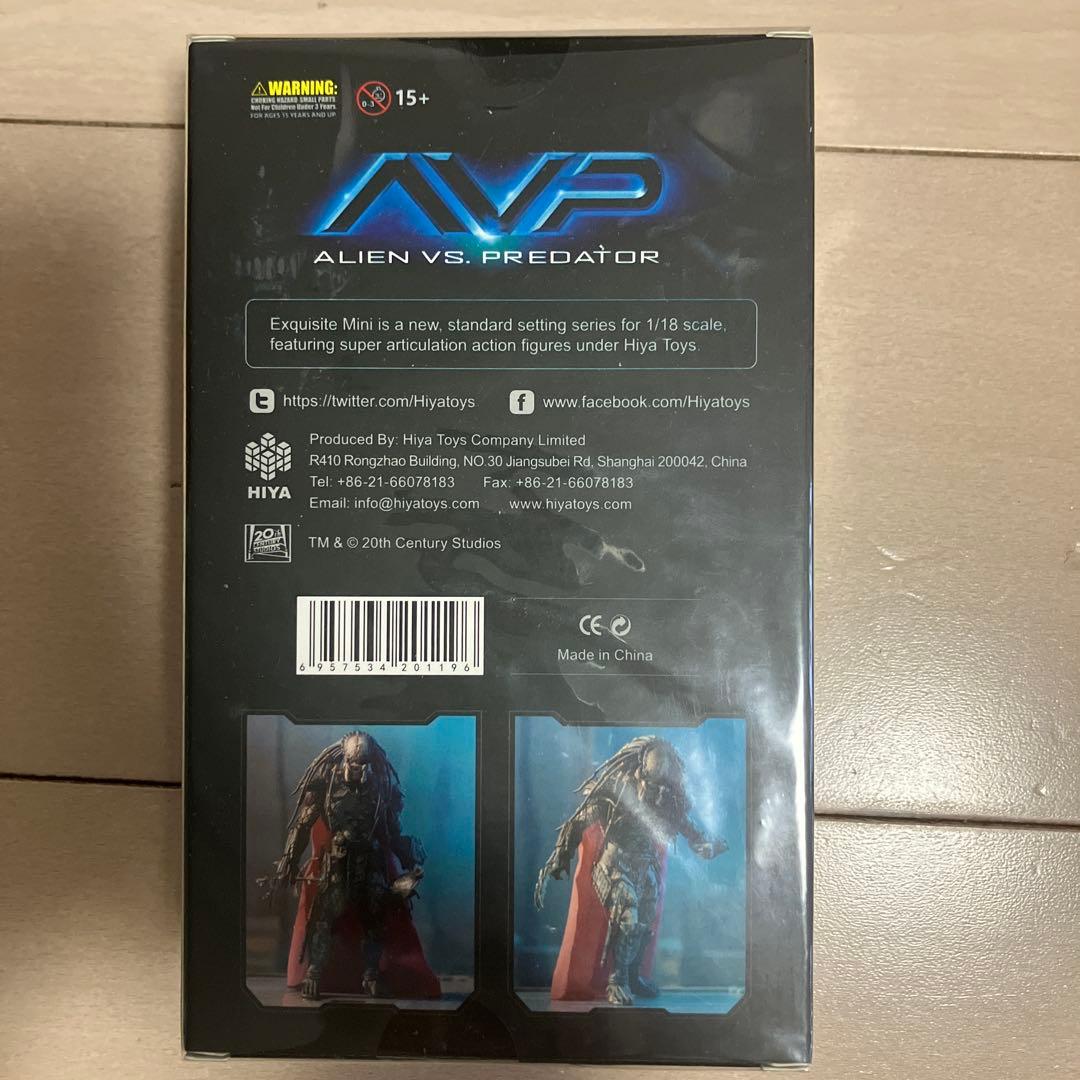 WARNING:
CHOKING HAZARD SMALL PARTS
Not For Children Under 3 Years
FOR AGES 15 YEARS AND UP
0-3
15+
AVP
ALIEN VS. PREDATOR
Exquisite Mini is a new, standard setting series for 1/18 scale,
featuring super articulation action figures under Hiya Toys.
https://twitter.com/Hiyatoys www.facebook.com/Hiyatoys
HIYA
Produced By: Hiya Toys Company Limited
R410 Rongzhao Building, NO.30 Jiangsubei Rd, Shanghai 200042, China
Tel: +86-21-66078183 Fax: +86-21-66078183
Email: info@hiyatoys.com www.hiyatoys.com
20th
CENTURY
STUDIOS
TM & © 20th Century Studios
6 957534 201196
CE
Made in China